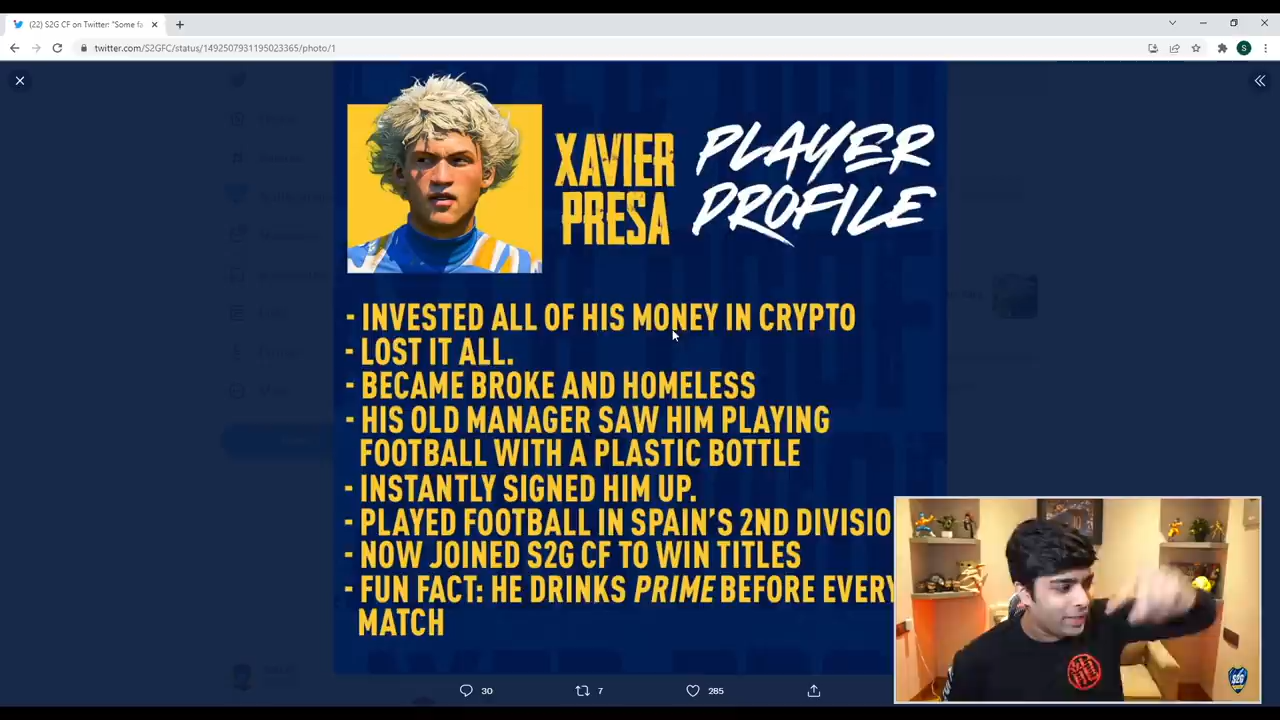 (22) S2G CF on Twitter: "Some fa
twitter.com/S2GFC/status/1492507931195023365/photo/1
S
XAVIER
PRESA
PLAYER
PROFILE
- INVESTED ALL OF HIS MONEY IN CRYPTO
- LOST IT ALL.
- BECAME BROKE AND HOMELESS
- HIS OLD MANAGER SAW HIM PLAYING
FOOTBALL WITH A PLASTIC BOTTLE
- INSTANTLY SIGNED HIM UP.
- PLAYED FOOTBALL IN SPAIN'S 2ND DIVISIO
- NOW JOINED S2G CF TO WIN TITLES
- FUN FACT: HE DRINKS PRIME BEFORE EVERY
MATCH
30
7
285
S2G